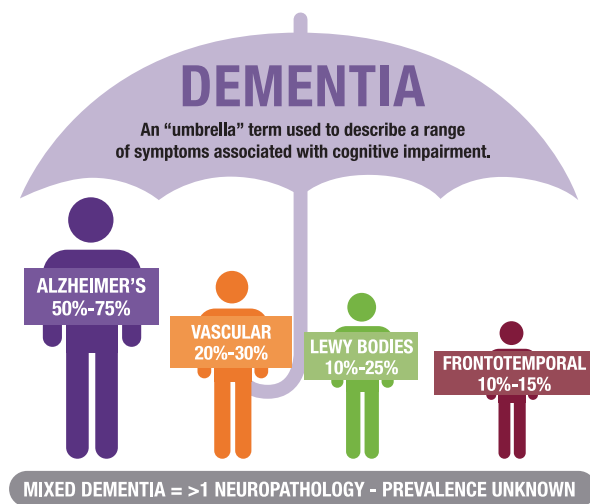 DEMENTIA
An “umbrella” term used to describe a range
of symptoms associated with cognitive impairment.
ALZHEIMER’S
50%-75%
VASCULAR
20%-30%
LEWY BODIES
10%-25%
FRONTOTEMPORAL
10%-15%
MIXED DEMENTIA = >1 NEUROPATHOLOGY - PREVALENCE UNKNOWN